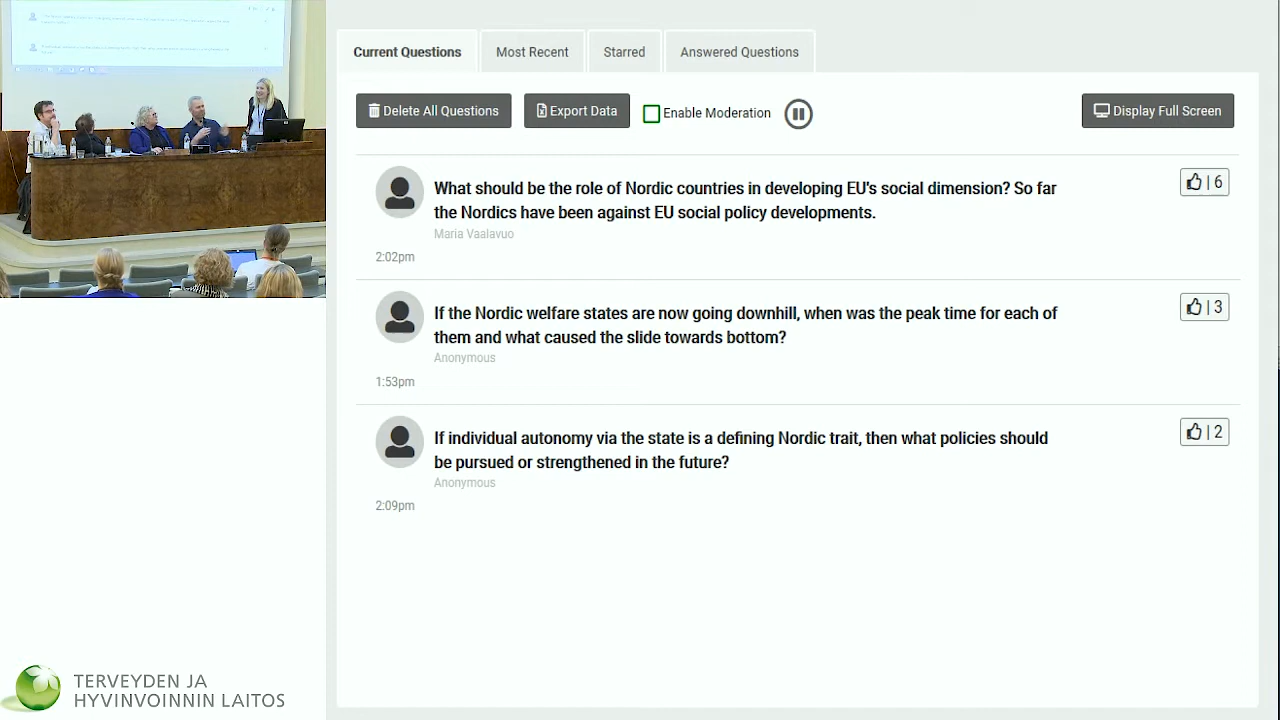 Current Questions
Most Recent
Starred
Answered Questions
Delete All Questions
Export Data
Enable Moderation
Display Full Screen
What should be the role of Nordic countries in developing EU's social dimension? So far
the Nordics have been against EU social policy developments.
Maria Vaalavuo
2:02pm
| 6
If the Nordic welfare states are now going downhill, when was the peak time for each of
them and what caused the slide towards bottom?
Anonymous
1:53pm
| 3
If individual autonomy via the state is a defining Nordic trait, then what policies should
be pursued or strengthened in the future?
Anonymous
2:09pm
| 2
TERVEYDEN JA
HYVINVOINNIN LAITOS